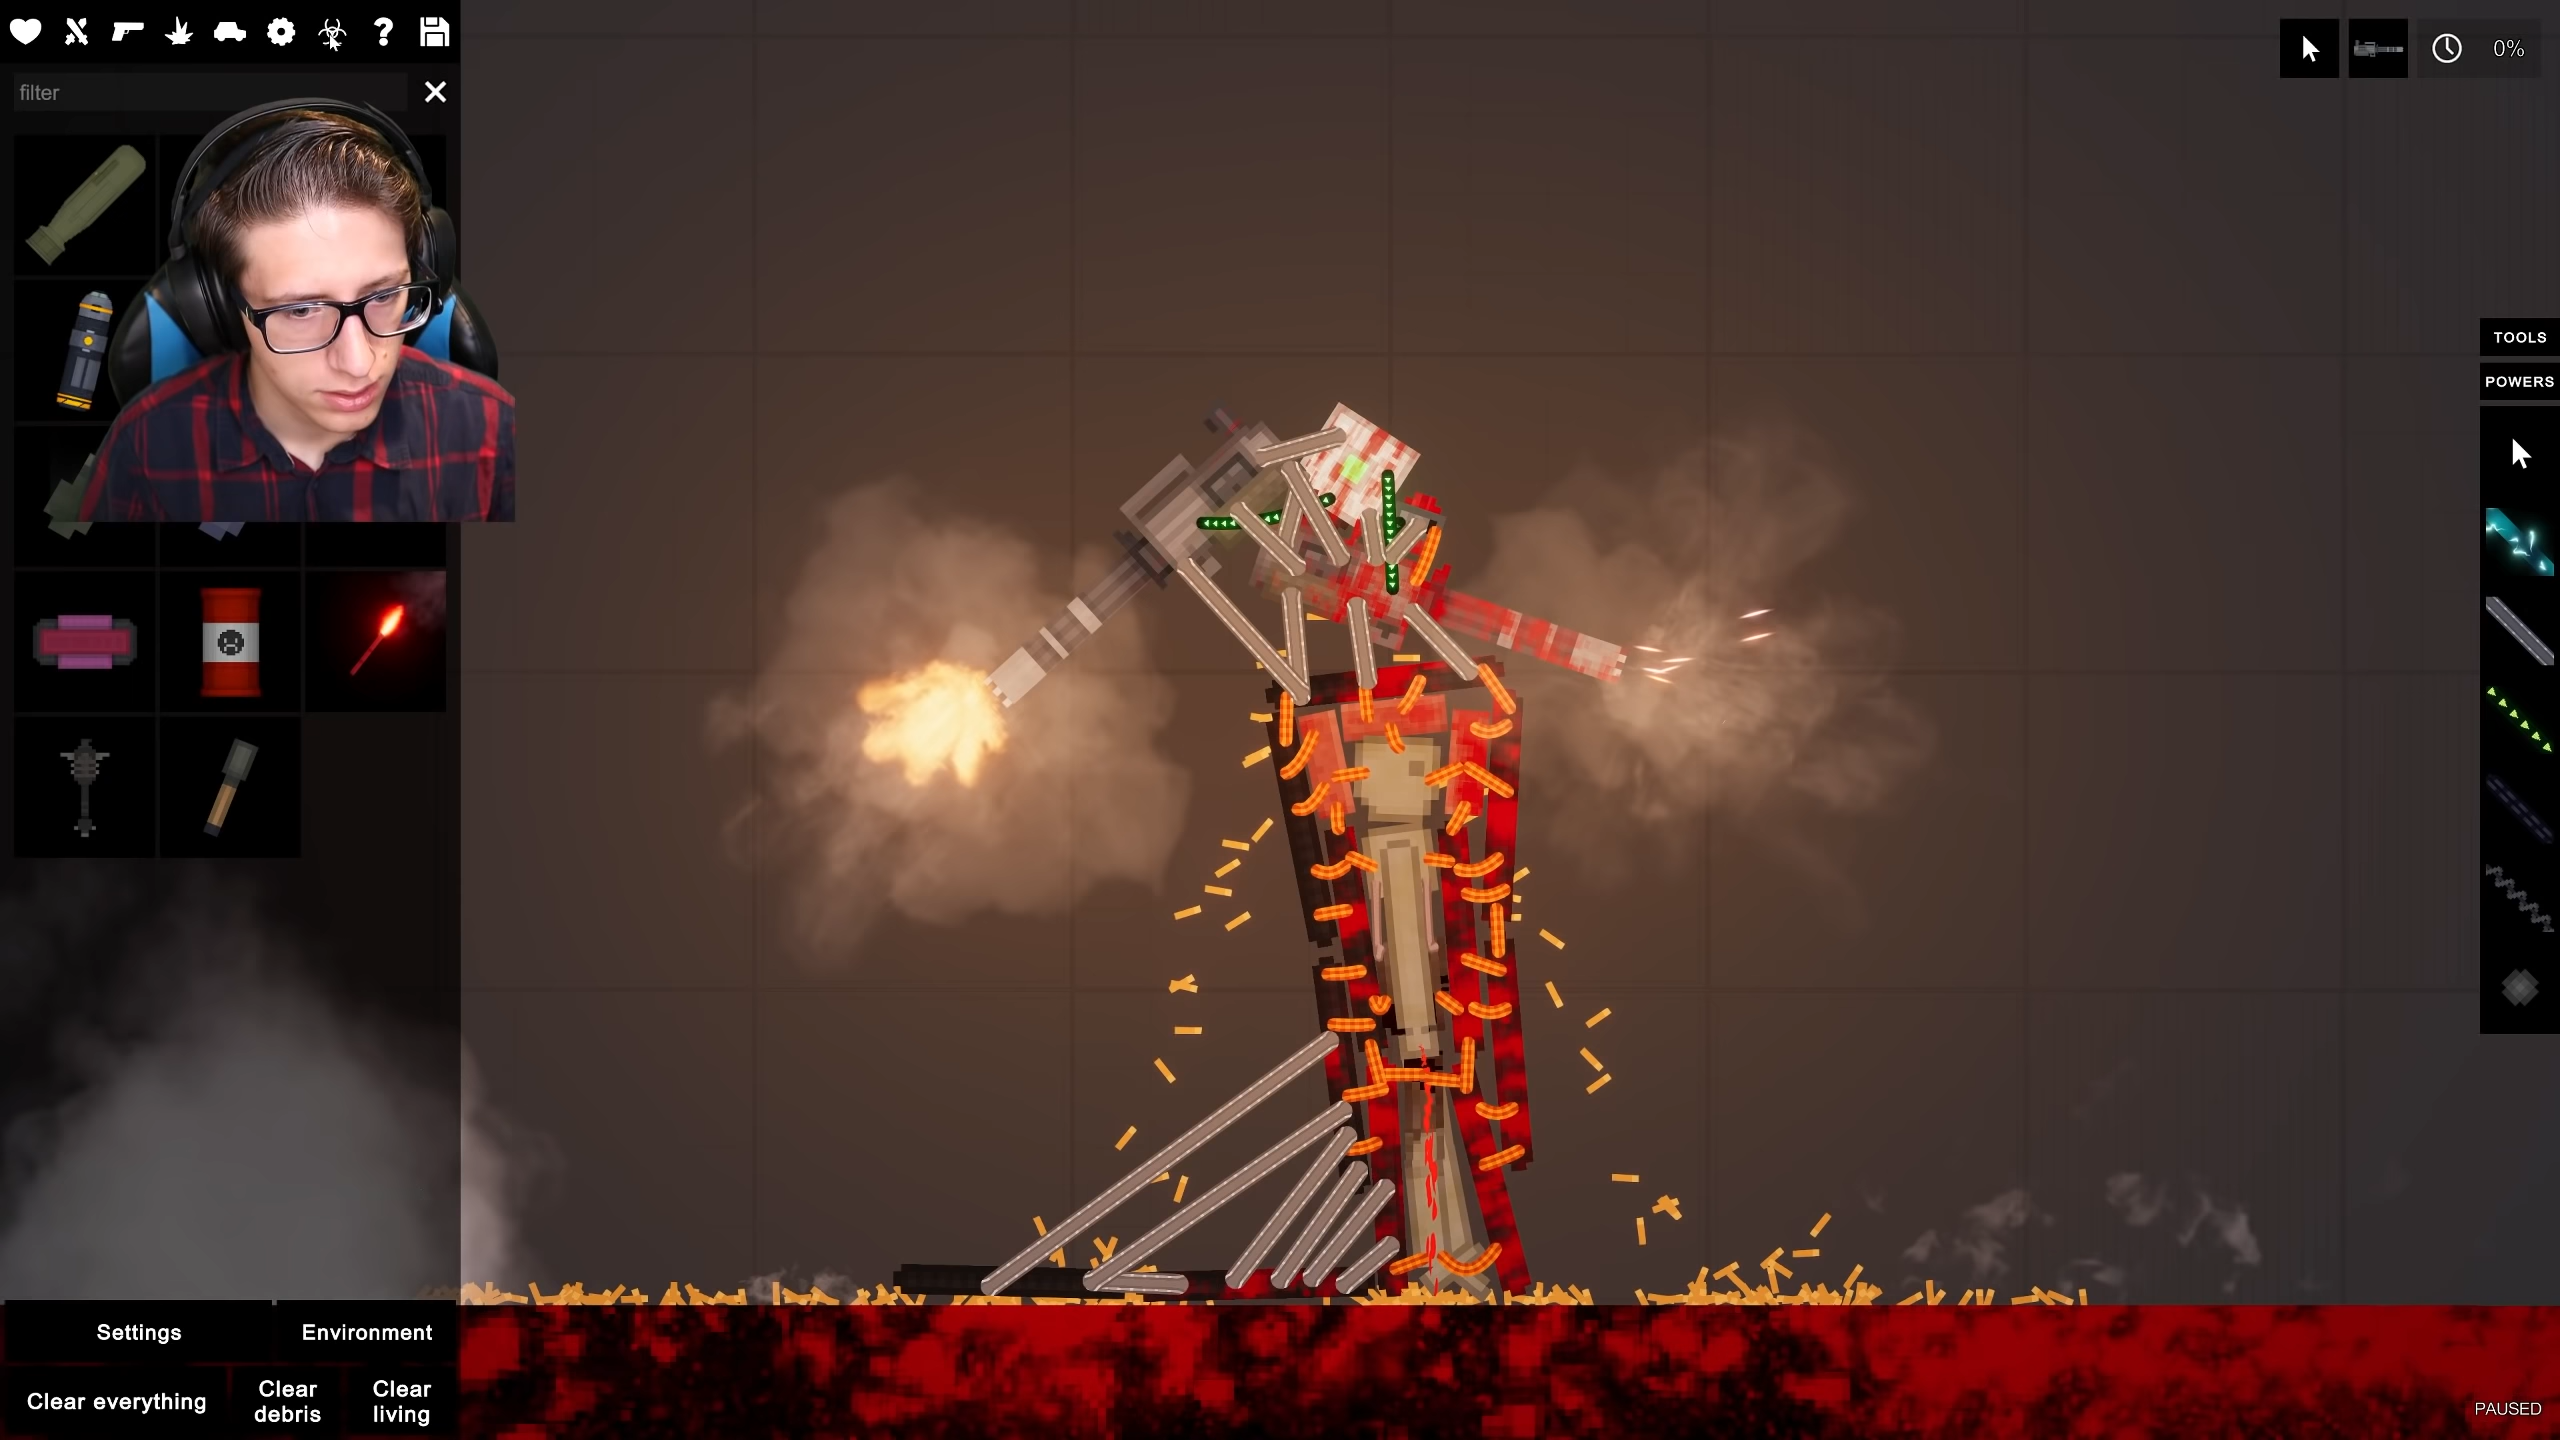 ?
0%
filter
TOOLS
POWERS
Settings
Environment
Clear everything
Clear
debris
Clear
living
PAUSED